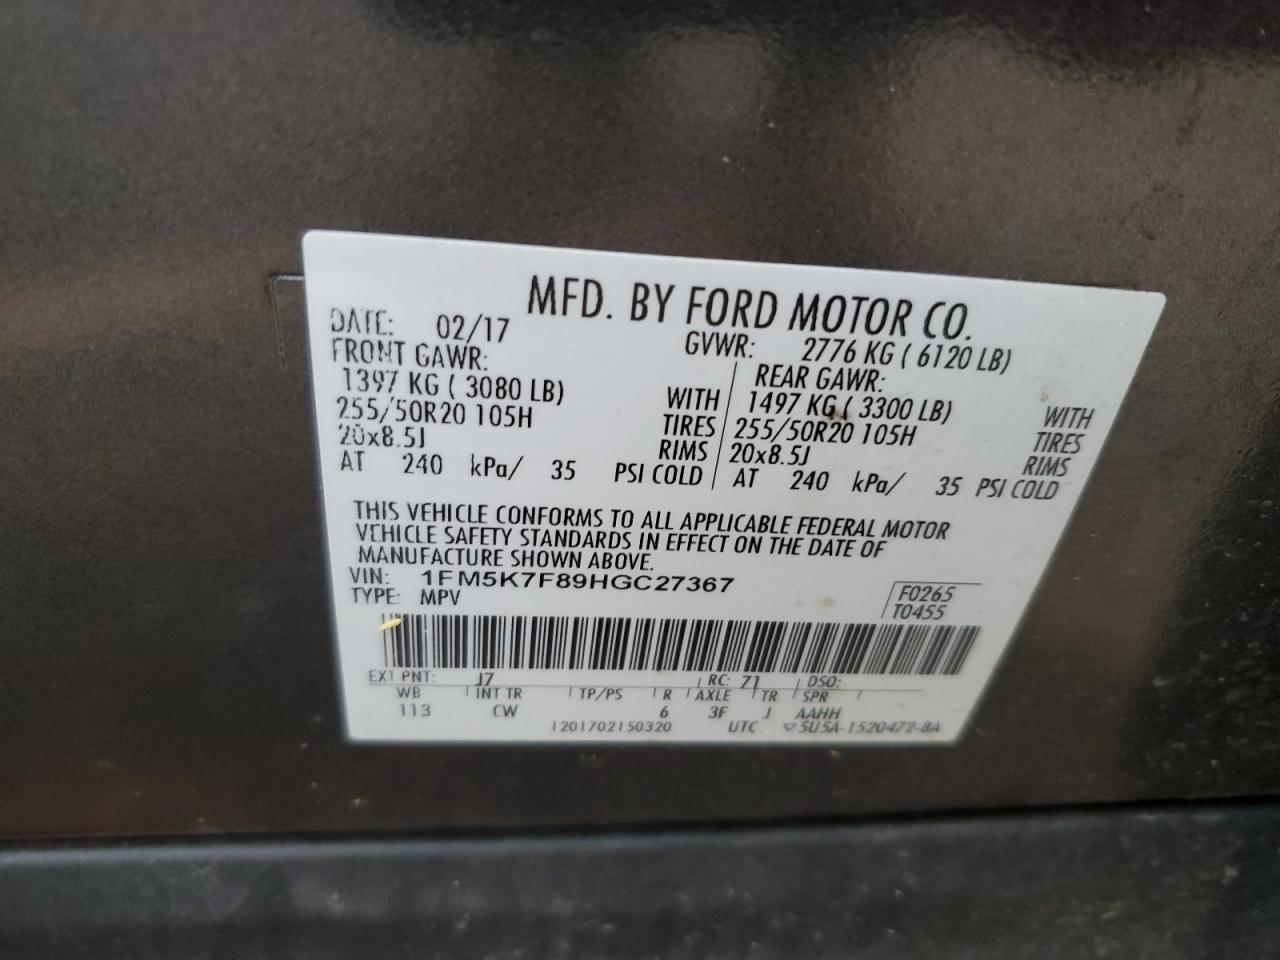 MFD. BY FORD MOTOR CO.
DATE: 02/17 GVWR: 2776 KG ( 6120 LB)
FRONT GAWR: REAR GAWR:
1397 KG ( 3080 LB) WITH 1497 KG ( 3300 LB) WITH
255/50R20 105H TIRES 255/50R20 105H TIRES
20x8.5J RIMS 20x8.5J RIMS
AT 240 kPa/ 35 PSI COLD AT 240 kPa/ 35 PSI COLD
THIS VEHICLE CONFORMS TO ALL APPLICABLE FEDERAL MOTOR
VEHICLE SAFETY STANDARDS IN EFFECT ON THE DATE OF
MANUFACTURE SHOWN ABOVE.
VIN: 1FM5K7F89HGC27367
TYPE: MPV
F0265
T0455
EXT PNT: J7 RC: 71 DSO:
WB INT TR TP/PS R AXLE TR SPR
113 CW 6 3F J AAHH
1201702150320 UTC ▽5U5A-1520472-BA